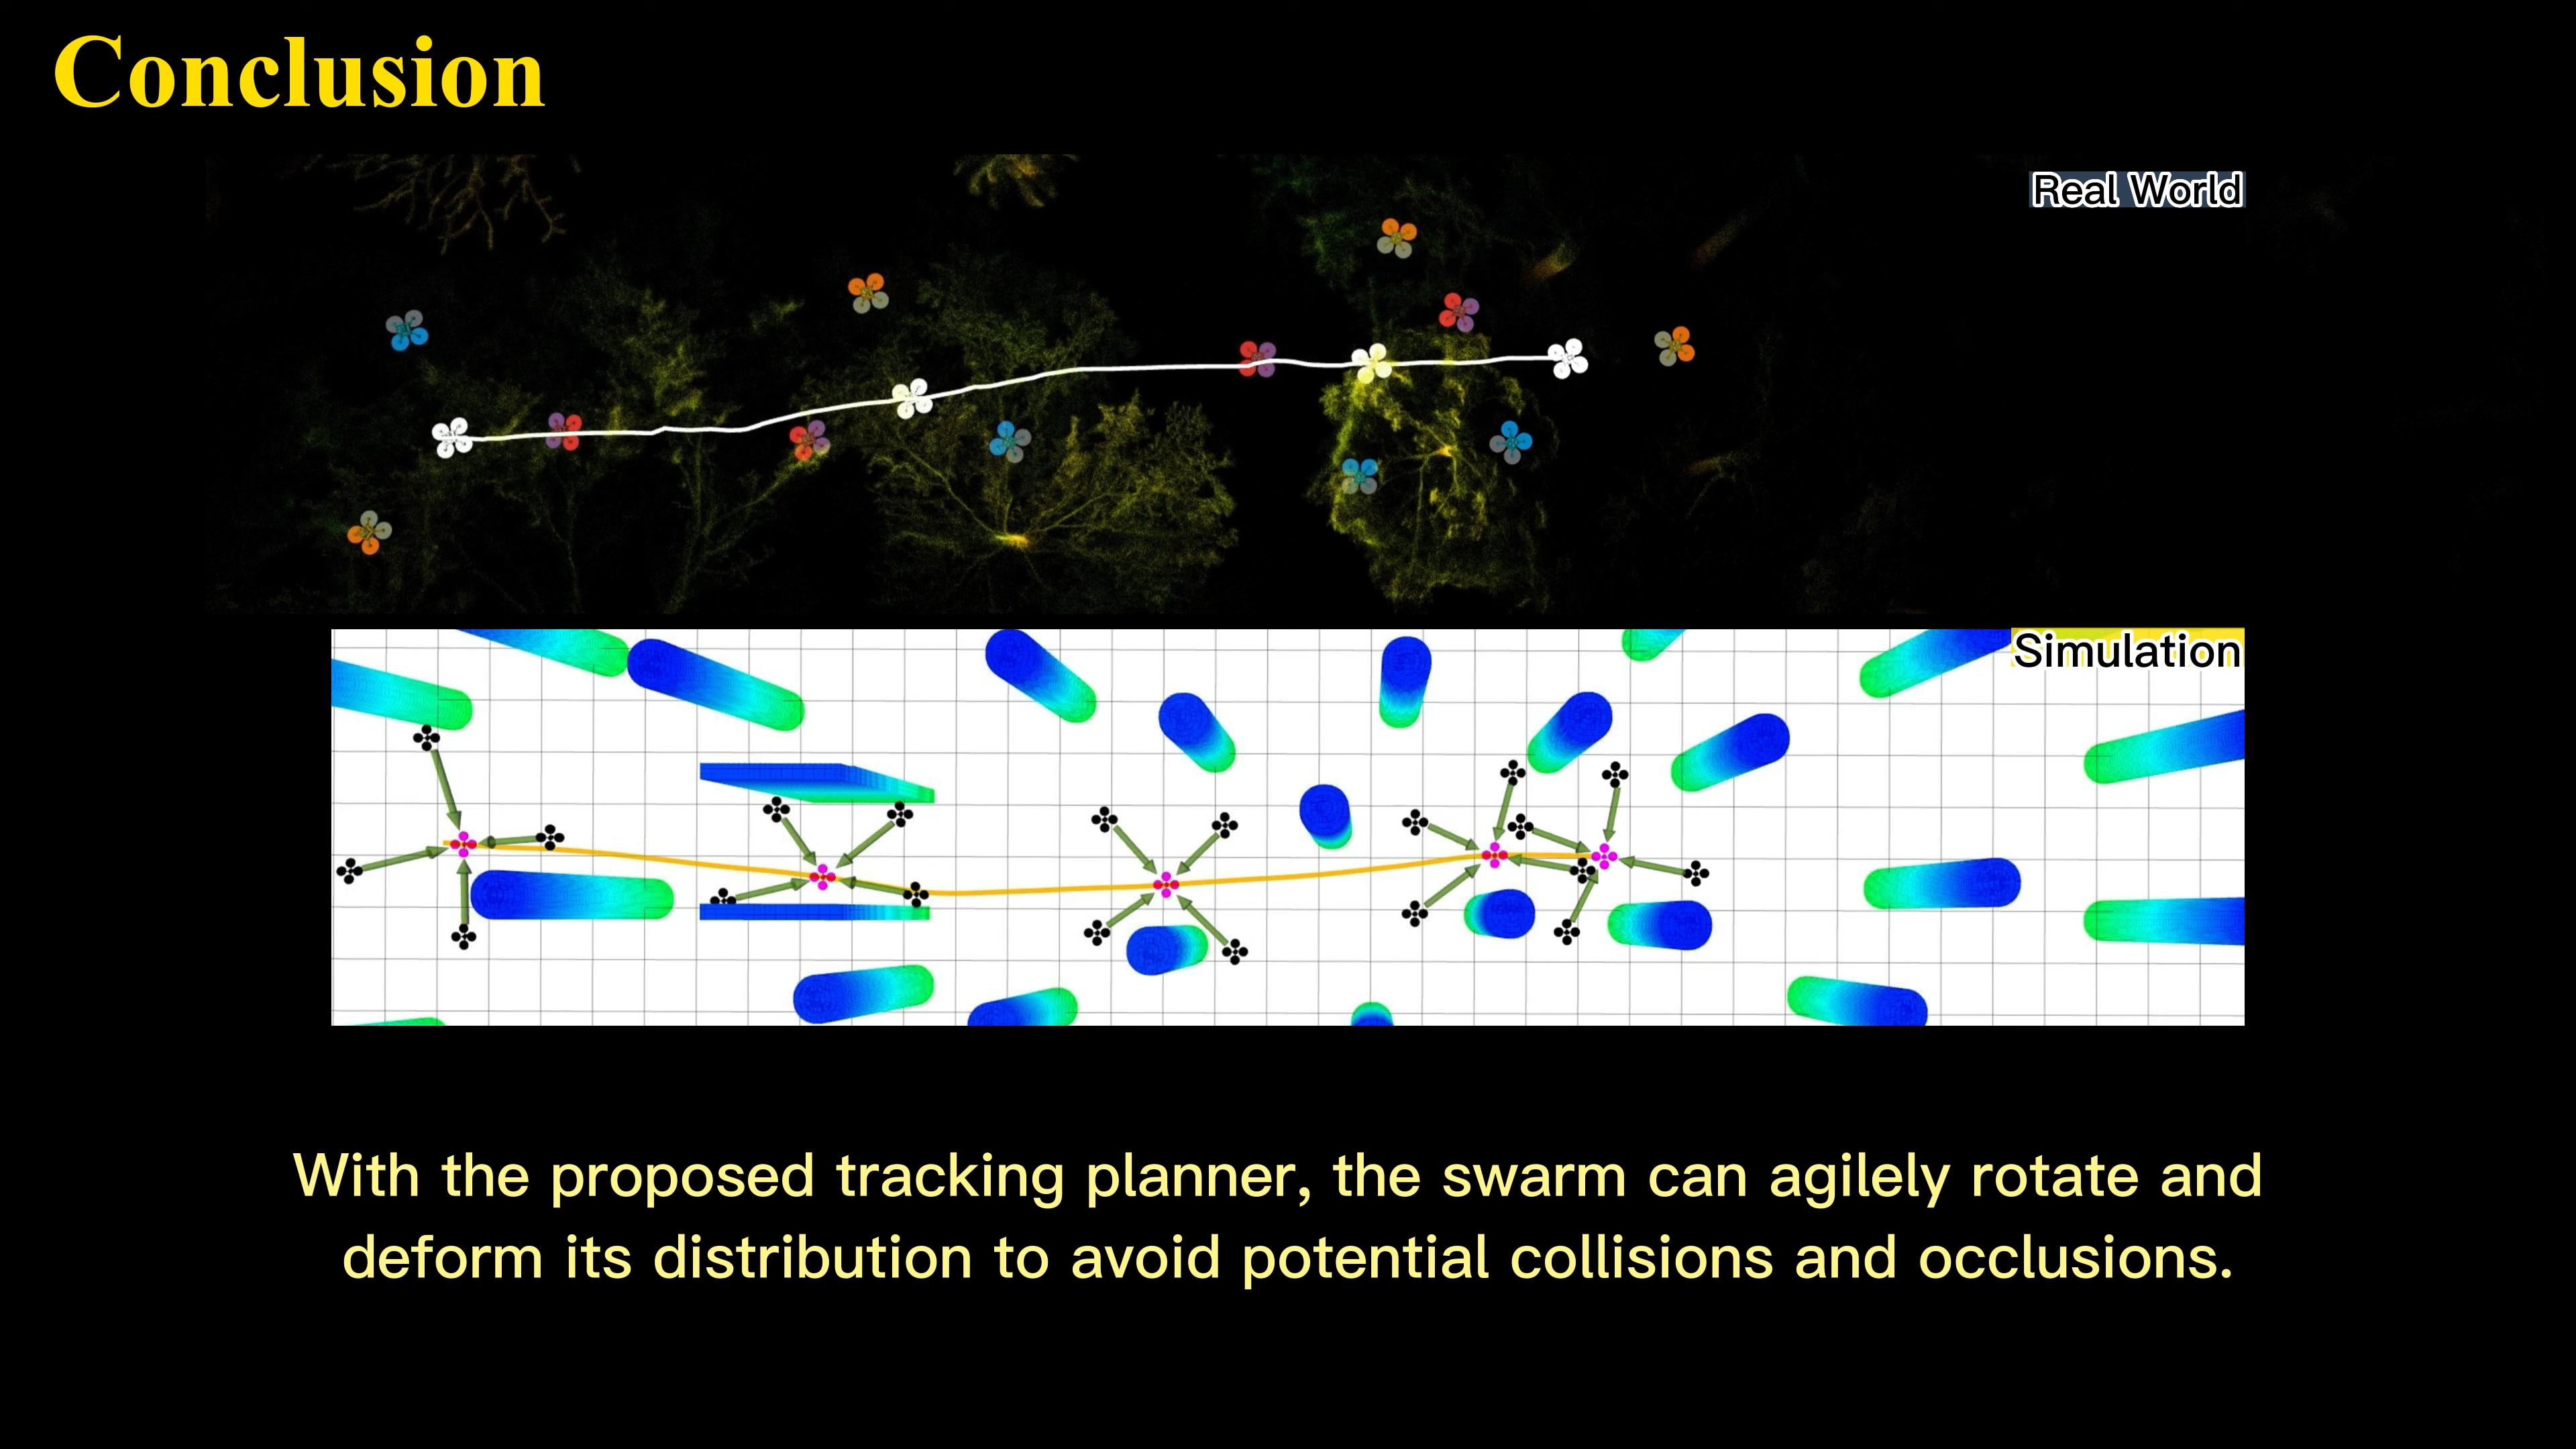 Conclusion
Real World
Simulation
With the proposed tracking planner, the swarm can agilely rotate and
deform its distribution to avoid potential collisions and occlusions.